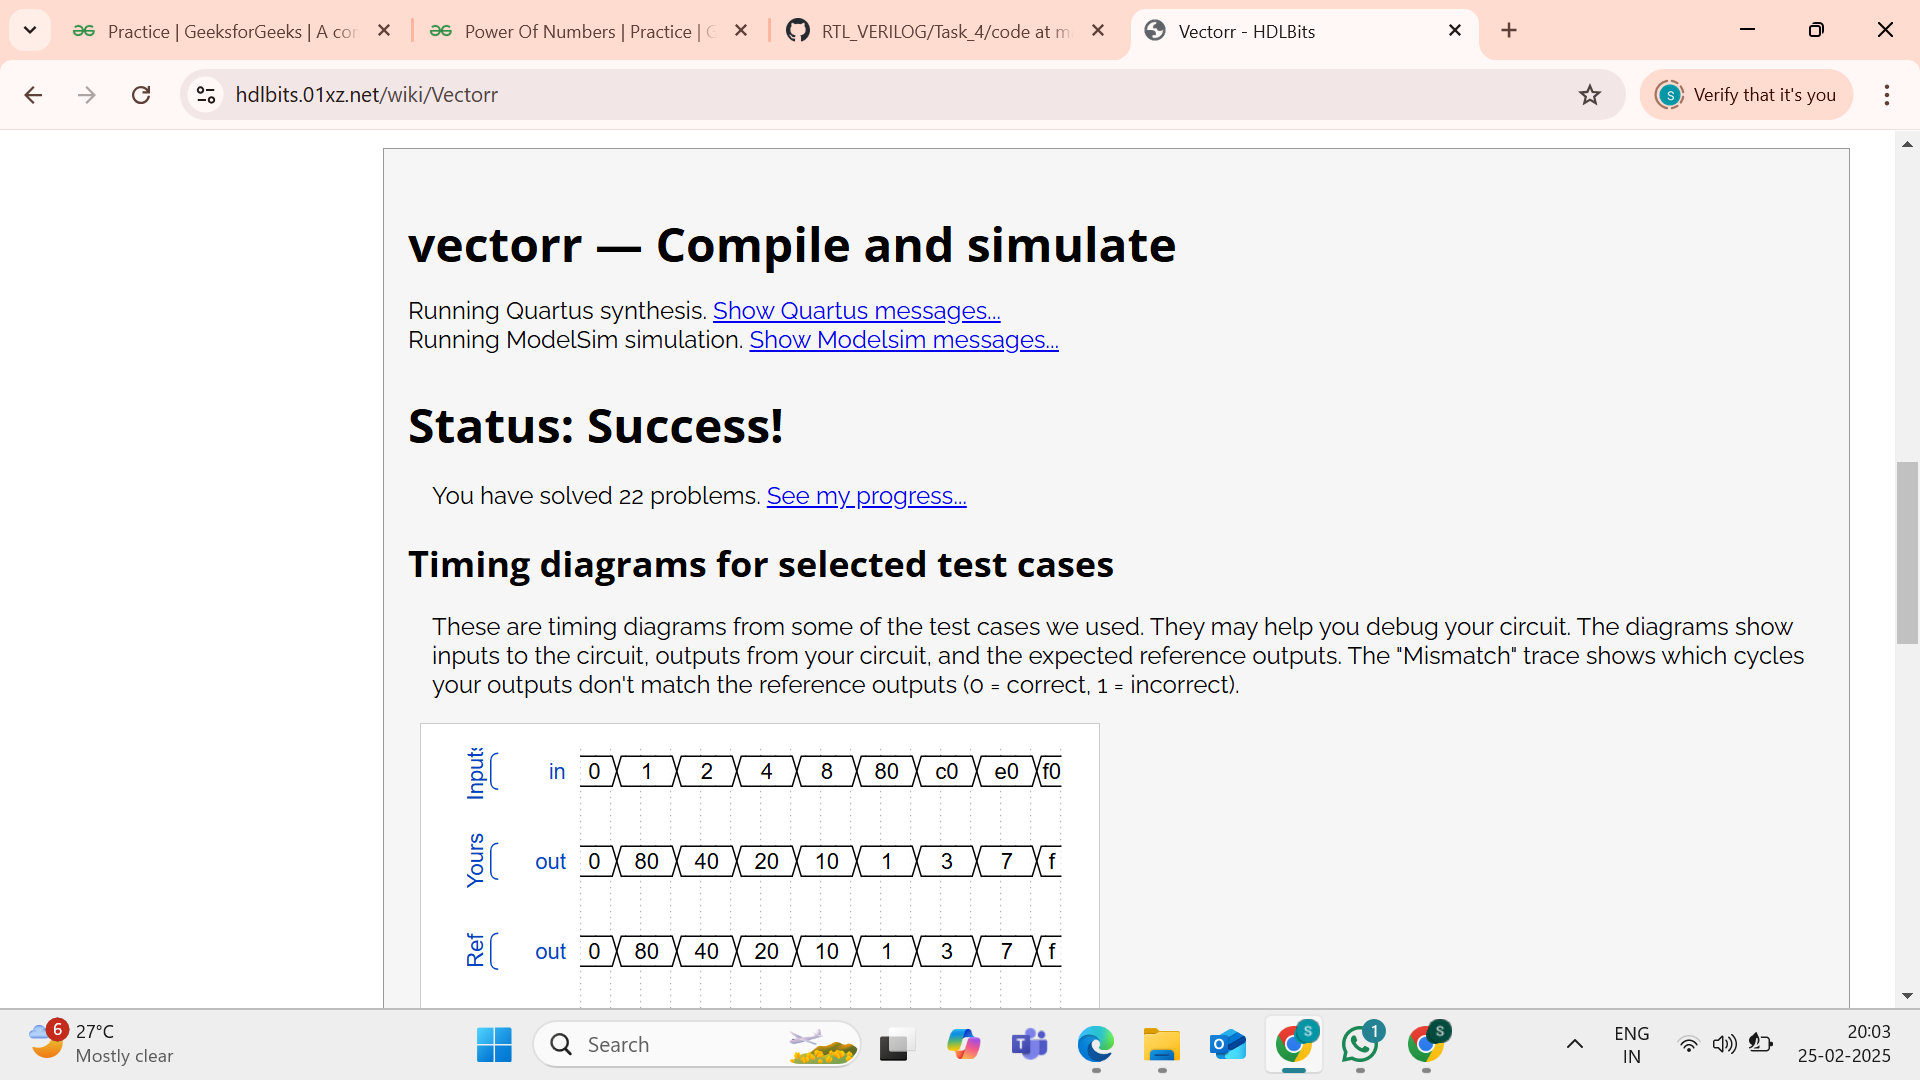 Practice | GeeksforGeeks | A cor
Power Of Numbers | Practice | G
RTL_VERILOG/Task_4/code at m
Vectorr - HDLBits
hdlbits.01xz.net/wiki/Vectorr
S
Verify that it's you
vectorr — Compile and simulate
Running Quartus synthesis. Show Quartus messages...
Running ModelSim simulation. Show Modelsim messages...
Status: Success!
You have solved 22 problems. See my progress...
Timing diagrams for selected test cases
These are timing diagrams from some of the test cases we used. They may help you debug your circuit. The diagrams show
inputs to the circuit, outputs from your circuit, and the expected reference outputs. The "Mismatch" trace shows which cycles
your outputs don't match the reference outputs (0 = correct, 1 = incorrect).
Inputs in 0 1 2 4 8 80 c0 e0 f0
Yours out 0 80 40 20 10 1 3 7 f
Ref out 0 80 40 20 10 1 3 7 f
6
27°C
Mostly clear
Search
T
S
1
S
ENG
IN
20:03
25-02-2025